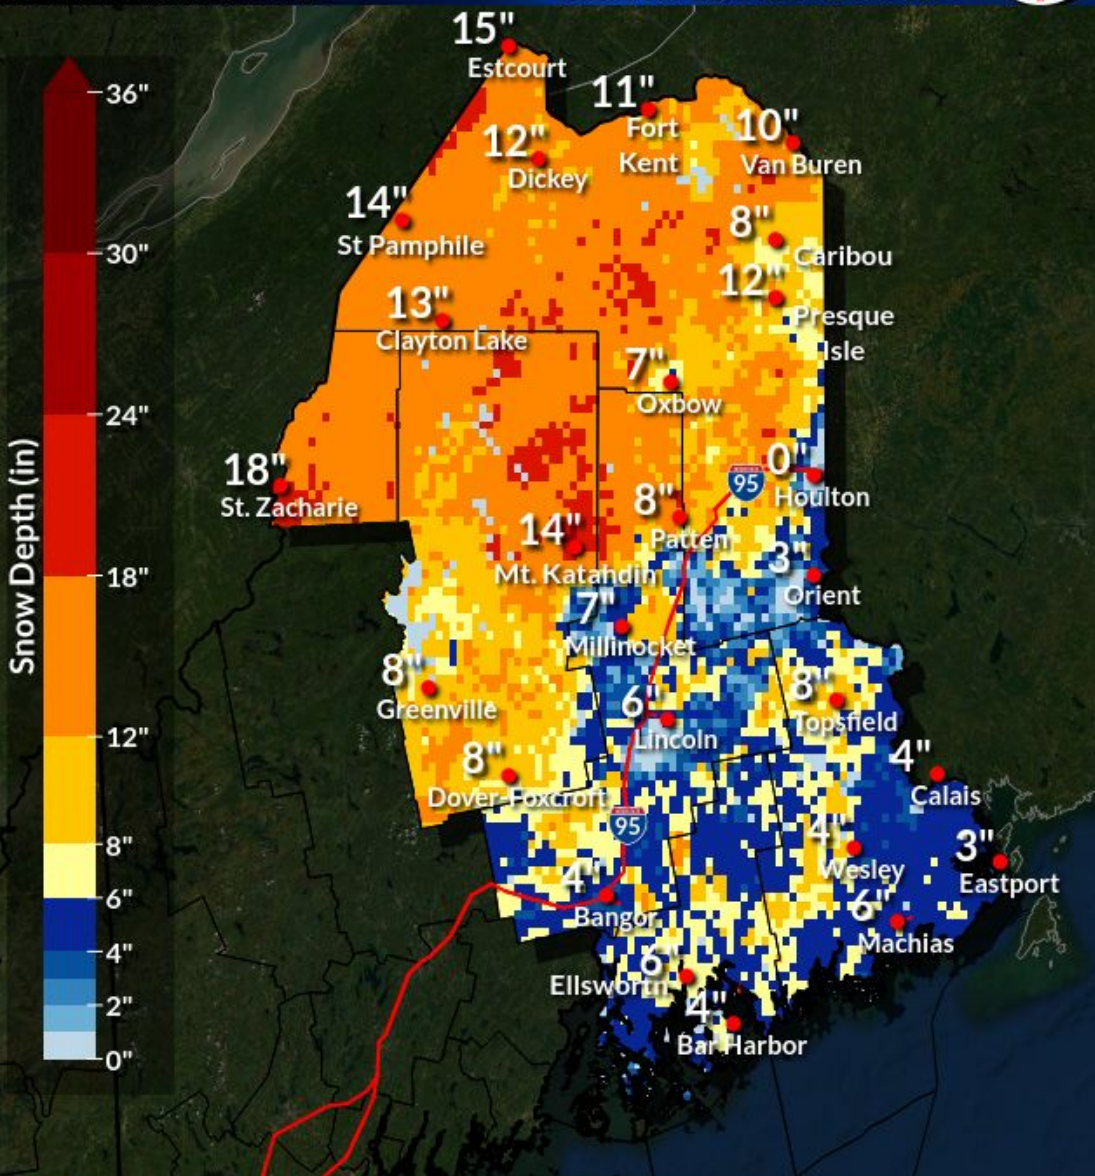 15"
Estcourt
36"
11"
Fort
Kent
10"
Van Buren
12"
Dickey
14"
St Pamphile
8"
Caribou
30"
12"
Presque
Isle
13"
Clayton Lake
7"
Oxbow
24"
Snow Depth (in)
18"
St. Zacharie
95
0"
Houlton
8"
Patten
14"
Mt. Katahdin
3"
Orient
18"
7"
Millinocket
8"
Greenville
6"
Lincoln
8"
Topsfield
12"
8"
Dover-Foxcroft
4"
Calais
95
8"
4"
Wesley
3"
Eastport
4"
Bangor
6"
6"
Machias
4"
6"
Ellsworth
2"
4"
Bar Harbor
0"